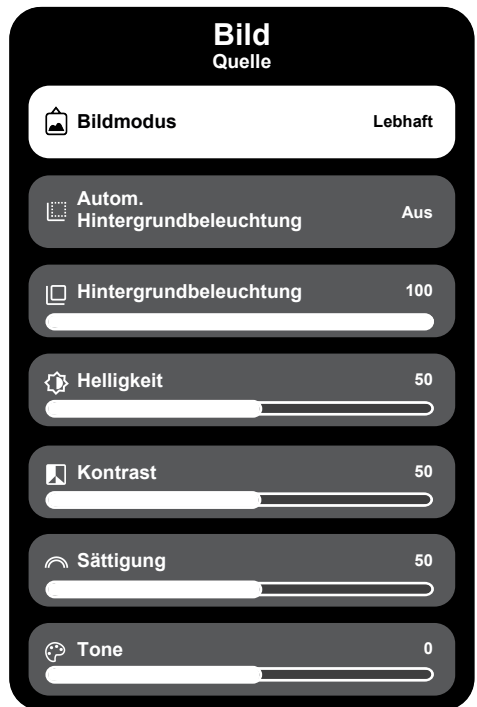 Bild
Quelle
Bildmodus Lebhaft
Autom.
Hintergrundbeleuchtung Aus
Hintergrundbeleuchtung 100
Helligkeit 50
Kontrast 50
Sättigung 50
Tone 0